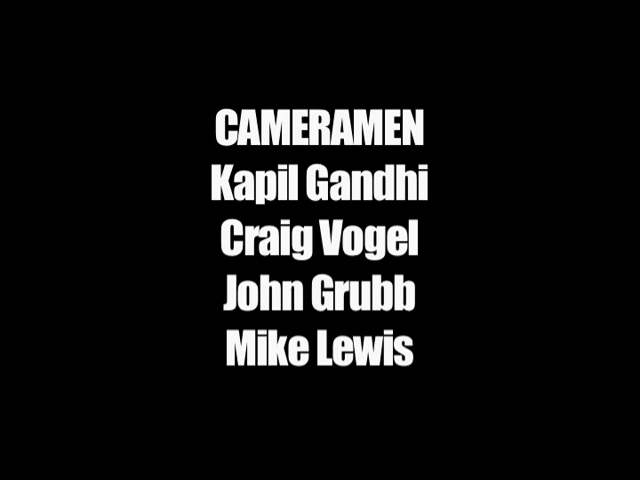 CAMERAMEN
Kapil Gandhi
Craig Vogel
John Grubb
Mike Lewis